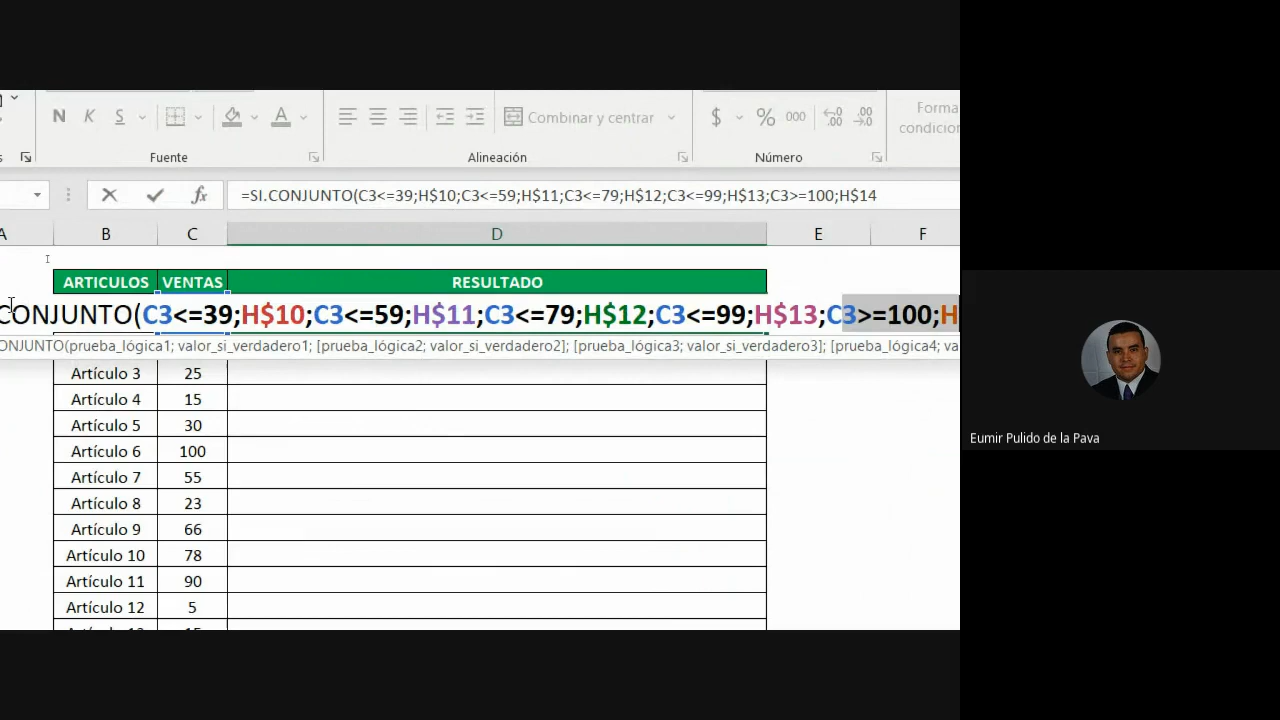 N K S A
Combinar y centrar
$ % 000
Forma
condicion
s Fuente Alineación Número
fx =SI.CONJUNTO(C3<=39;H$10;C3<=59;H$11;C3<=79;H$12;C3<=99;H$13;C3>=100;H$14
A B C D E F
ARTICULOS VENTAS RESULTADO
CONJUNTO(C3<=39;H$10;C3<=59;H$11;C3<=79;H$12;C3<=99;H$13;C3>=100;H
ONJUNTO(prueba_lógica1; valor_si_verdadero1; [prueba_lógica2; valor_si_verdadero2]; [prueba_lógica3; valor_si_verdadero3]; [prueba_lógica4; va
Artículo 3 25
Artículo 4 15
Artículo 5 30
Artículo 6 100
Artículo 7 55
Artículo 8 23
Artículo 9 66
Artículo 10 78
Artículo 11 90
Artículo 12 5
Eumir Pulido de la Pava